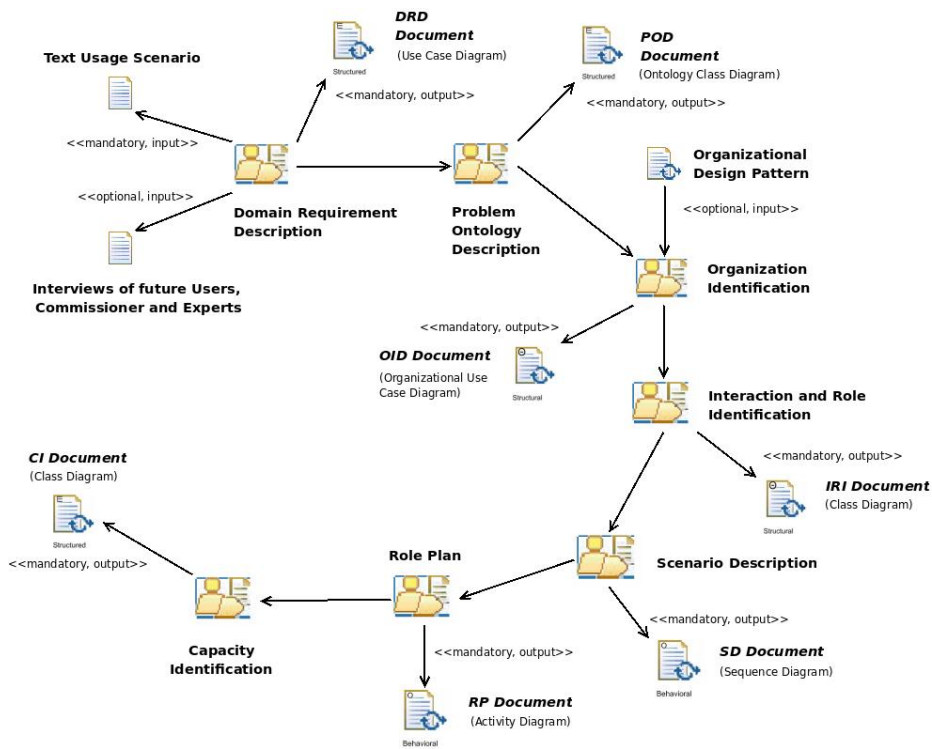 DRD
Document
(Use Case Diagram)
Structured
<<mandatory, output>>
POD
Document
(Ontology Class Diagram)
Structured
<<mandatory, output>>
Text Usage Scenario
<<mandatory, input>>
<<optional, input>>
Domain Requirement
Description
Problem
Ontology
Description
Organizational
Design Pattern
<<optional, input>>
Interviews of future Users,
Commissioner and Experts
Organization
Identification
<<mandatory, output>>
OID Document
(Organizational Use
Case Diagram)
Structural
Interaction and Role
Identification
<<mandatory, output>>
IRI Document
(Class Diagram)
Structural
CI Document
(Class Diagram)
Structured
<<mandatory, output>>
Role Plan
Scenario Description
Capacity
Identification
<<mandatory, output>>
SD Document
(Sequence Diagram)
Behavioral
<<mandatory, output>>
RP Document
(Activity Diagram)
Behavioral